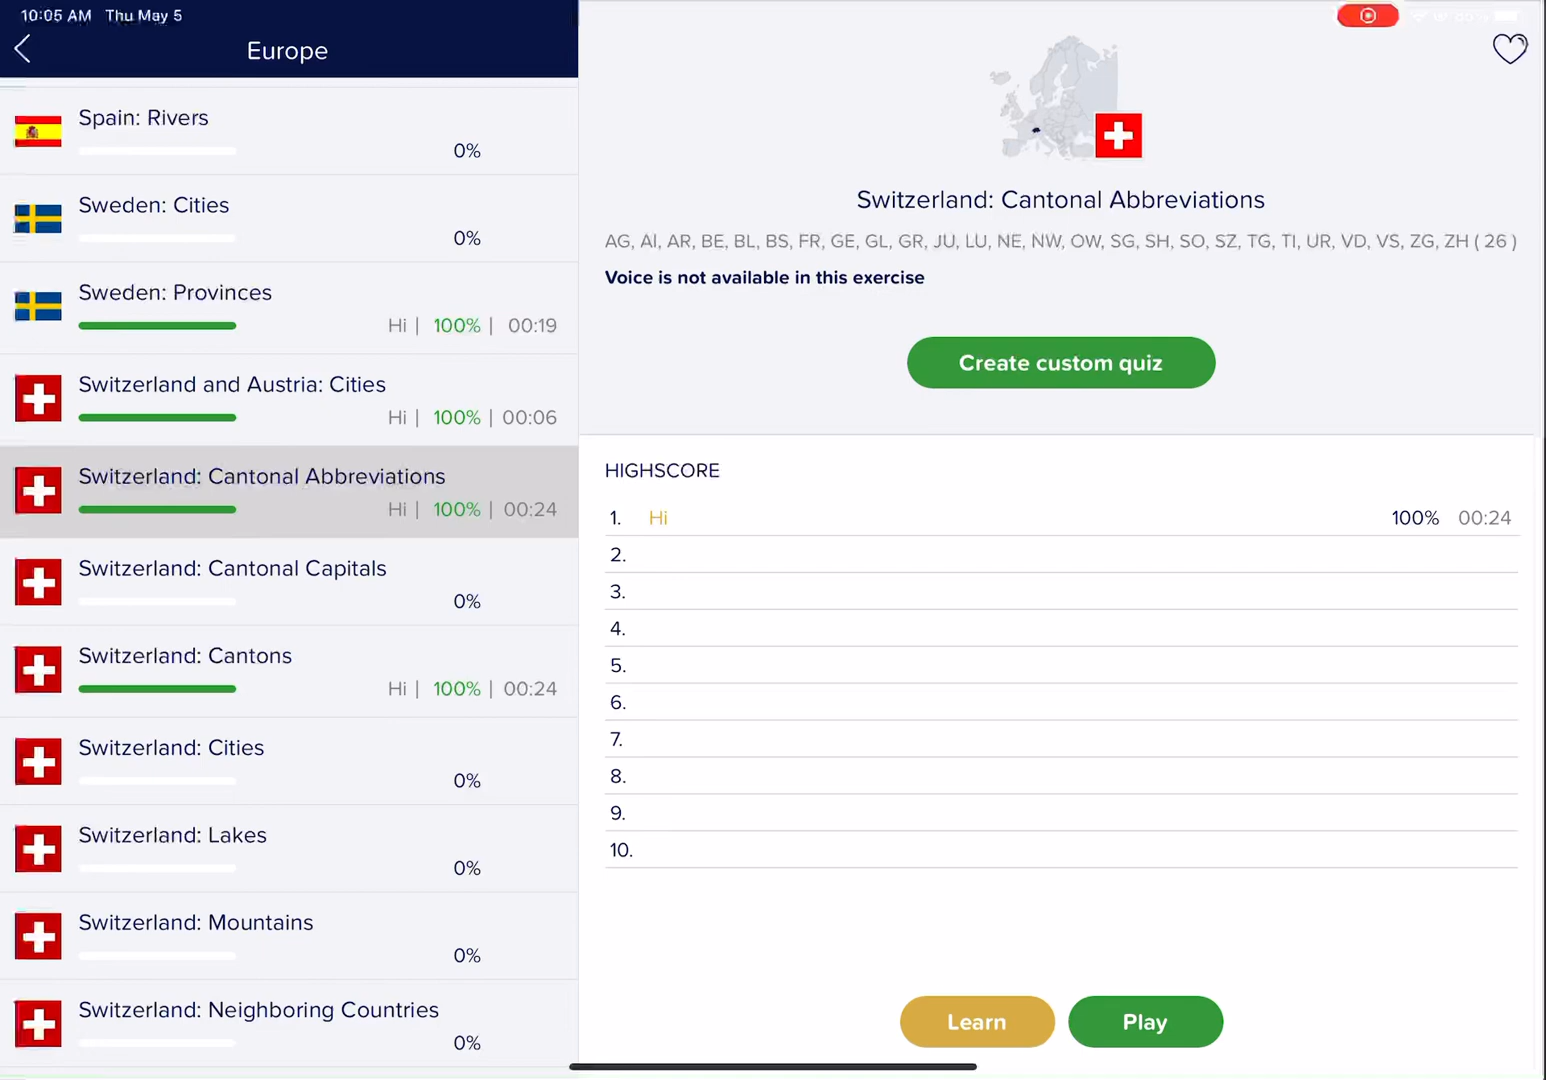 10:05 AM Thu May 5
Europe
Spain: Rivers
0%
Sweden: Cities
0%
Sweden: Provinces
Hi | 100% | 00:19
Switzerland and Austria: Cities
Hi | 100% | 00:06
Switzerland: Cantonal Abbreviations
Hi | 100% | 00:24
Switzerland: Cantonal Capitals
0%
Switzerland: Cantons
Hi | 100% | 00:24
Switzerland: Cities
0%
Switzerland: Lakes
0%
Switzerland: Mountains
0%
Switzerland: Neighboring Countries
0%
Switzerland: Cantonal Abbreviations
AG, AI, AR, BE, BL, BS, FR, GE, GL, GR, JU, LU, NE, NW, OW, SG, SH, SO, SZ, TG, TI, UR, VD, VS, ZG, ZH ( 26 )
Voice is not available in this exercise
Create custom quiz
HIGHSCORE
1. Hi 100% 00:24
2.
3.
4.
5.
6.
7.
8.
9.
10.
Learn Play